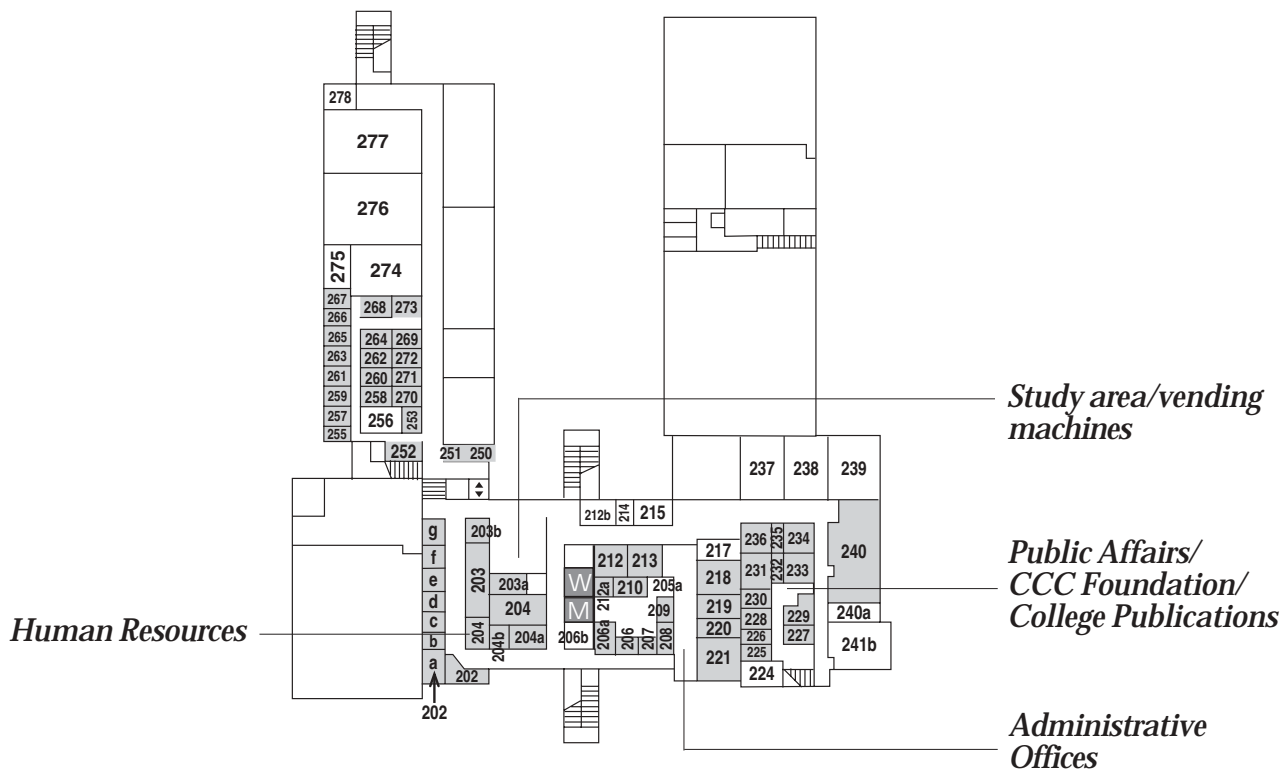 278
277
276
275
274
267
268 273
266
265
264 269
263
262 272
261
260 271
259
258 270
257
256
253
255
252
251 250
Study area/vending
machines
237 238 239
212b
214
215
g
203b
236
235
234
240
f
217
212 213
W
e
203
203a
212a
210
205a
218
231
232
233
Public Affairs/
CCC Foundation/
College Publications
d
204
M
209
219
230
c
228
229
240a
Human Resources
204
204b
204a
206b
206a
206
207
208
220
226
227
241b
b
225
a
221
224
202
202
Administrative
Offices